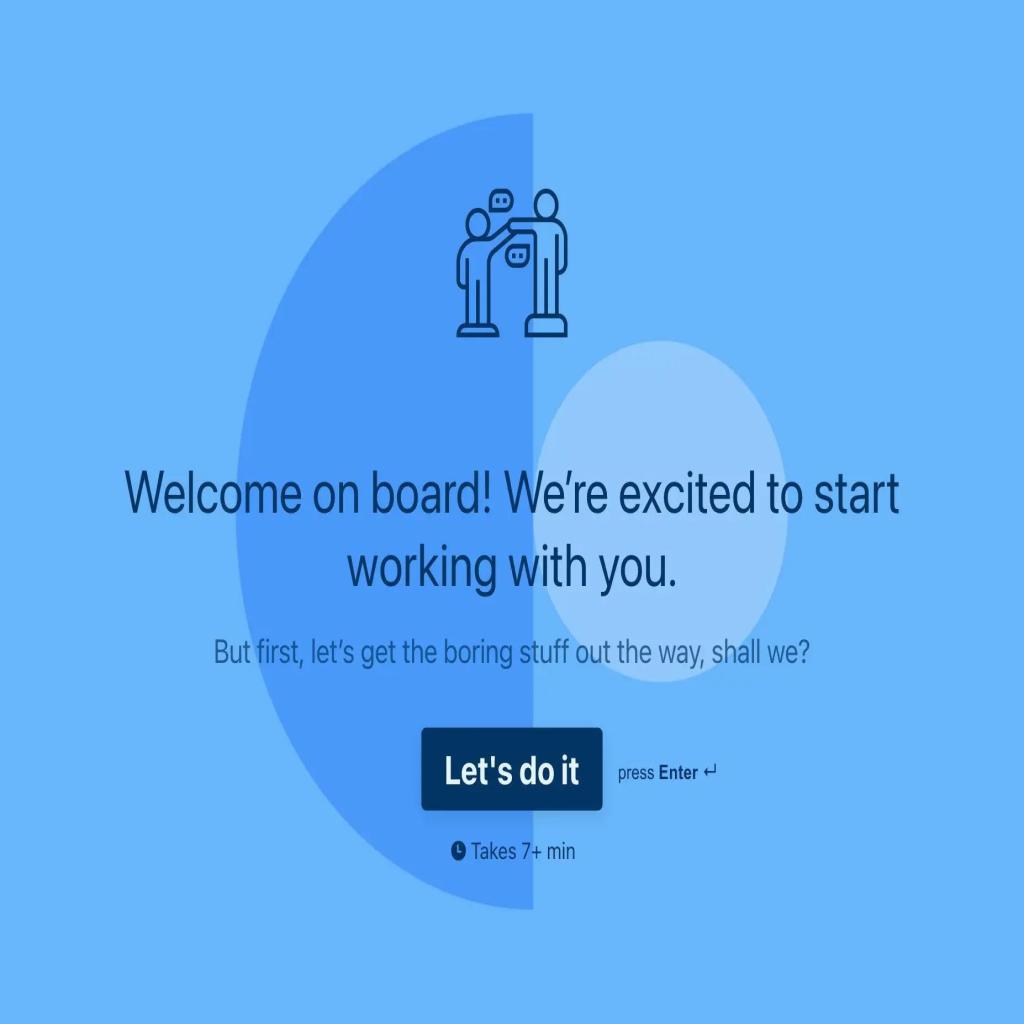 Welcome on board! We’re excited to start
working with you.
But first, let’s get the boring stuff out the way, shall we?
Let's do it
press Enter ↵
Takes 7+ min